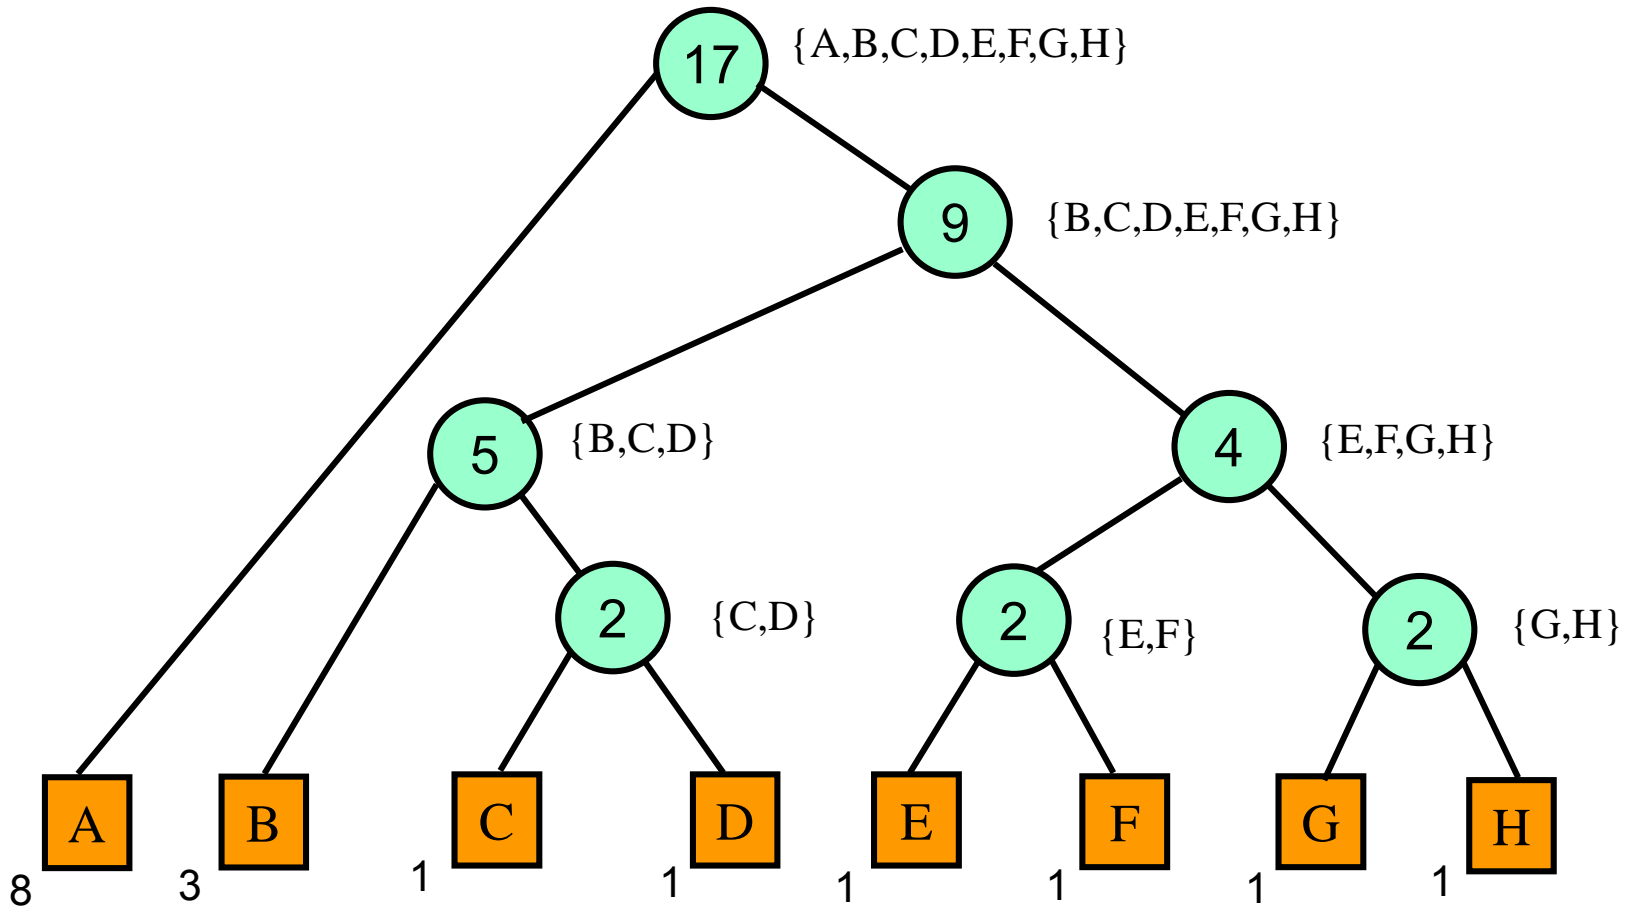 17 {A,B,C,D,E,F,G,H}
9 {B,C,D,E,F,G,H}
5 {B,C,D}
4 {E,F,G,H}
2 {C,D}
2 {E,F}
2 {G,H}
A B C D E F G H
8 3 1 1 1 1 1 1